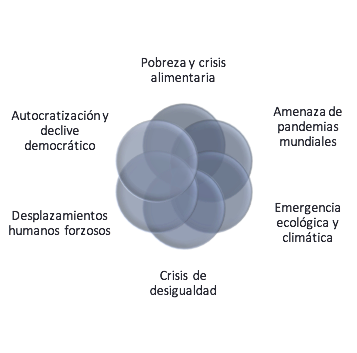 Pobreza y crisis
alimentaria
Amenaza de
pandemias
mundiales
Emergencia
ecológica y
climática
Crisis de
desigualdad
Desplazamientos
humanos forzosos
Autocratización y
declive
democrático